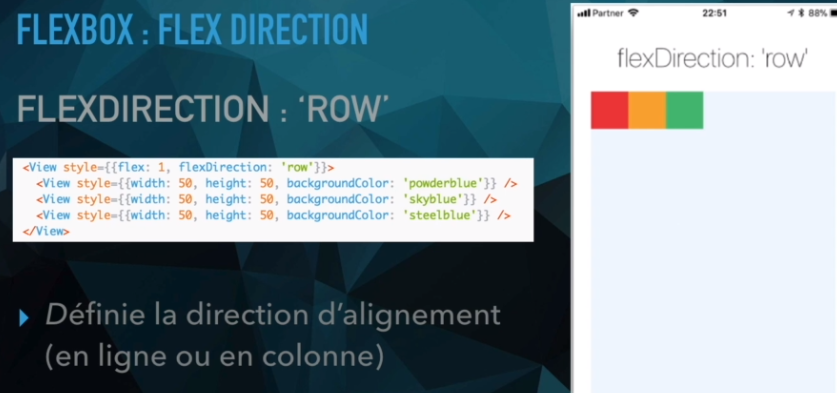 FLEXBOX : FLEX DIRECTION
FLEXDIRECTION : ‘ROW’
<View style={{flex: 1, flexDirection: 'row'}}>
<View style={{width: 50, height: 50, backgroundColor: 'powderblue'}} />
<View style={{width: 50, height: 50, backgroundColor: 'skyblue'}} />
<View style={{width: 50, height: 50, backgroundColor: 'steelblue'}} />
</View>
Définie la direction d’alignement
(en ligne ou en colonne)
Partner 22:51 88%
flexDirection: 'row'